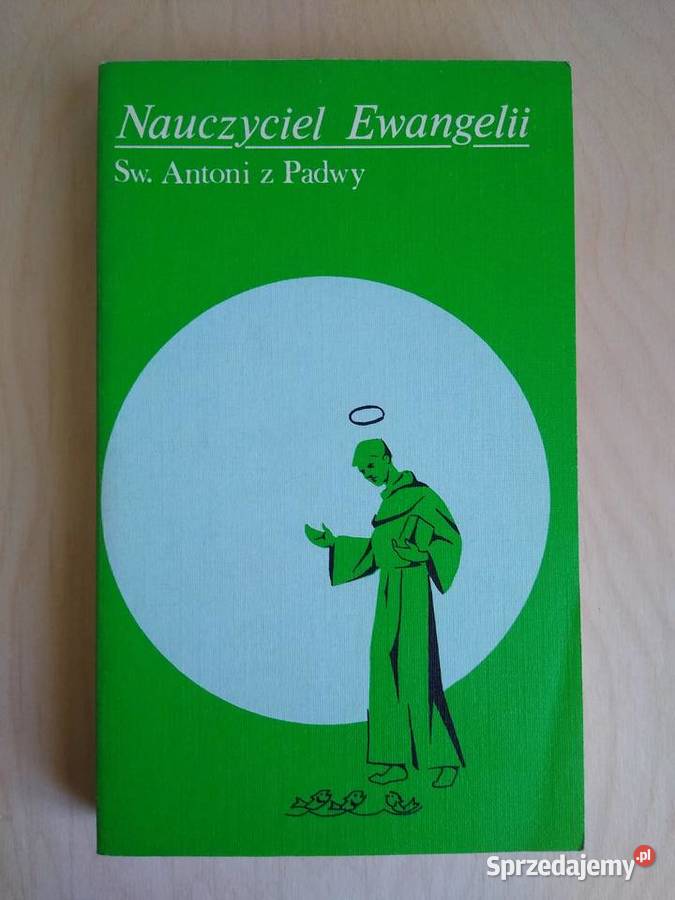 Nauczyciel Ewangelii
Sw. Antoni z Padwy
Sprzedajemy.pl